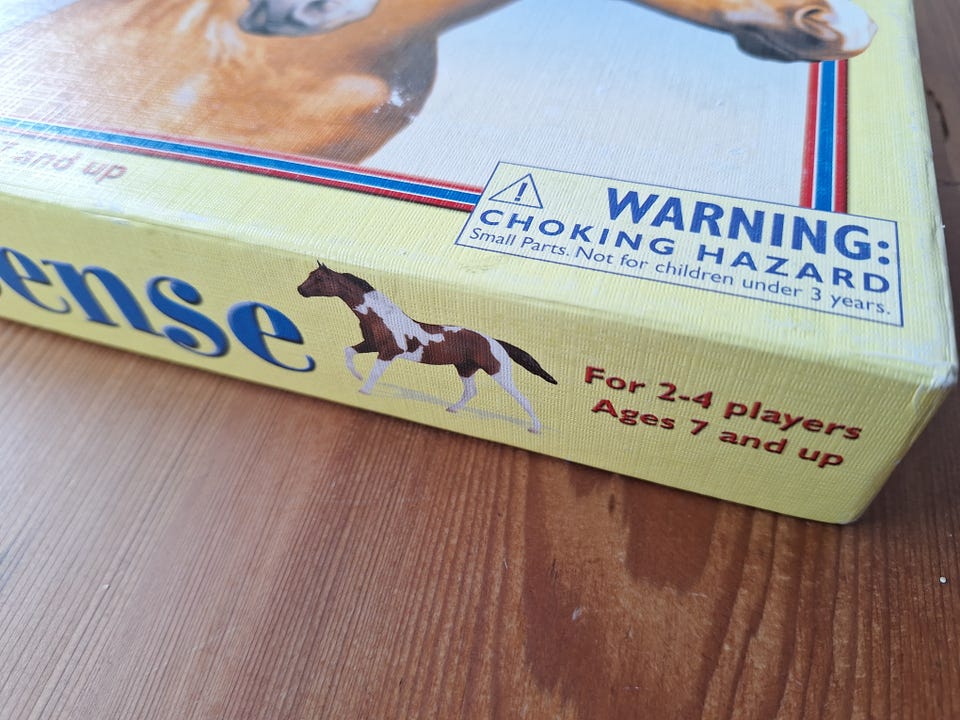 7 and up
WARNING:
CHOKING HAZARD
Small Parts. Not for children under 3 years.
ense
For 2-4 players
Ages 7 and up